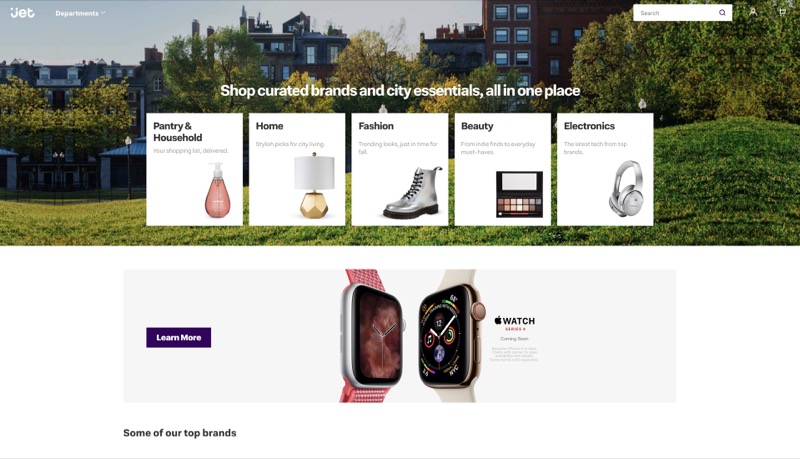 jet
Departments
Search
Shop curated brands and city essentials, all in one place
Pantry &
Household
Your shopping list, delivered.
Home
Stylish picks for city living.
Fashion
Trending looks, just in time for
fall.
Beauty
From indie finds to everyday
must-haves.
Electronics
The latest tech from top
brands.
Learn More
WATCH
SERIES 4
Coming Soon
Some of our top brands